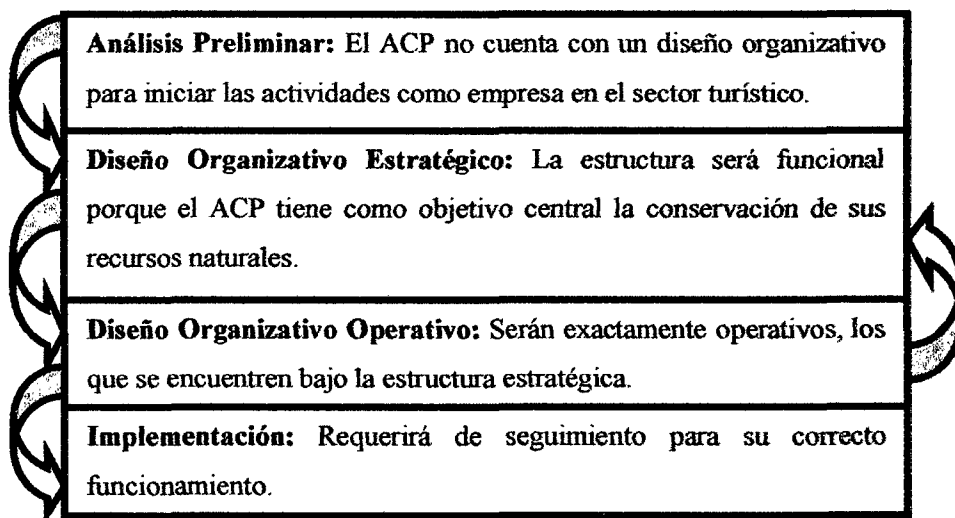 Análisis Preliminar: El ACP no cuenta con un diseño organizativo
para iniciar las actividades como empresa en el sector turístico.
Diseño Organizativo Estratégico: La estructura será funcional
porque el ACP tiene como objetivo central la conservación de sus
recursos naturales.
Diseño Organizativo Operativo: Serán exactamente operativos, los
que se encuentren bajo la estructura estratégica.
Implementación: Requerirá de seguimiento para su correcto
funcionamiento.